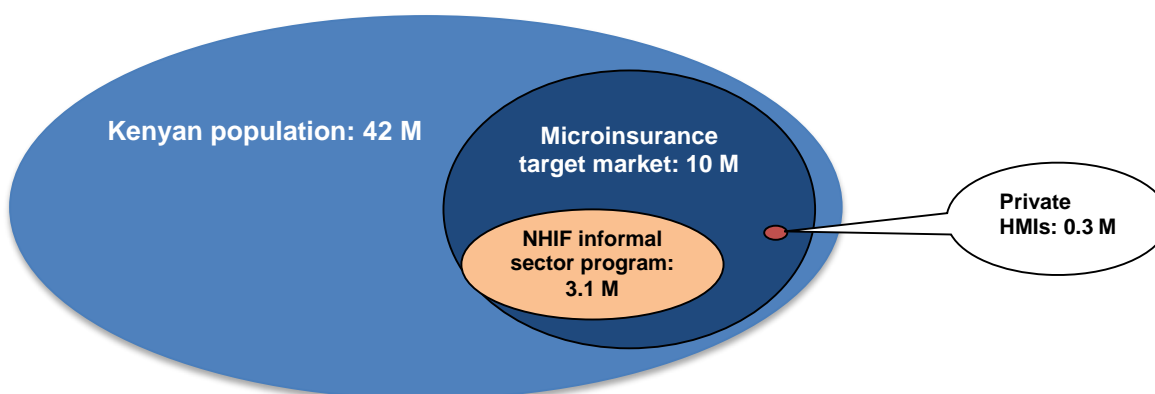 Kenyan population: 42 M
Microinsurance
target market: 10 M
NHIF informal
sector program:
3.1 M
Private
HMIs: 0.3 M